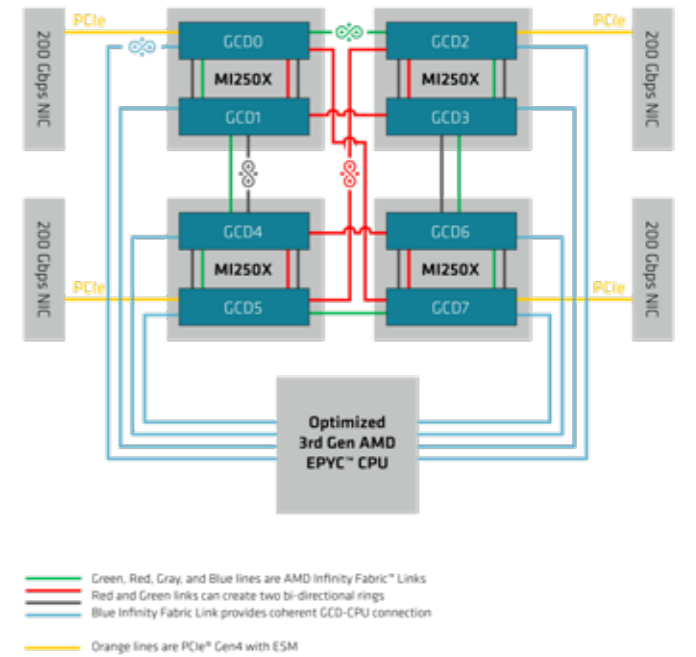 PCIe
PCIe
200 Gbps NIC
GCD0
MI250X
GCD1
GCD2
MI250X
GCD3
200 Gbps NIC
200 Gbps NIC
PCIe
GCD4
MI250X
GCD5
GCD6
MI250X
GCD7
PCIe
200 Gbps NIC
Optimized
3rd Gen AMD
EPYC™ CPU
Green, Red, Gray, and Blue lines are AMD Infinity Fabric™ Links
Red and Green links can create two bi-directional rings
Blue Infinity Fabric Link provides coherent GCD-CPU connection
Orange lines are PCIe® Gen4 with ESM